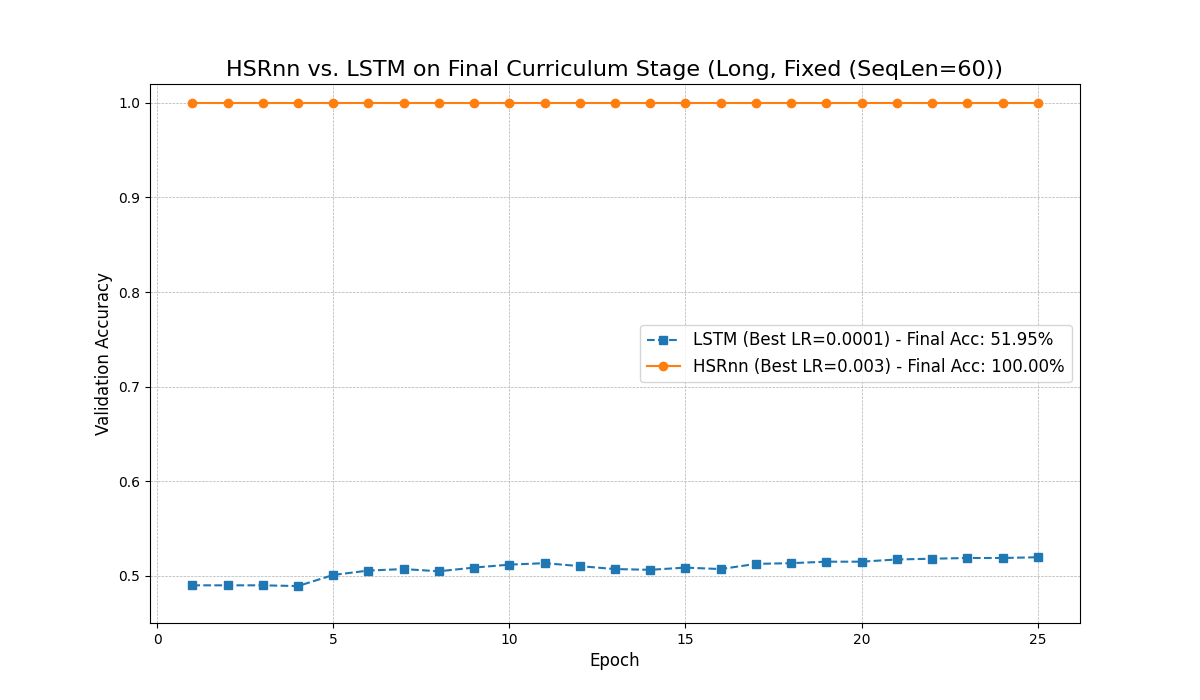 HSRnn vs. LSTM on Final Curriculum Stage (Long, Fixed (SeqLen=60))
1.0
0.9
0.8
0.7
0.6
0.5
Validation Accuracy
LSTM (Best LR=0.0001) - Final Acc: 51.95%
HSRnn (Best LR=0.003) - Final Acc: 100.00%
0 5 10 15 20 25
Epoch